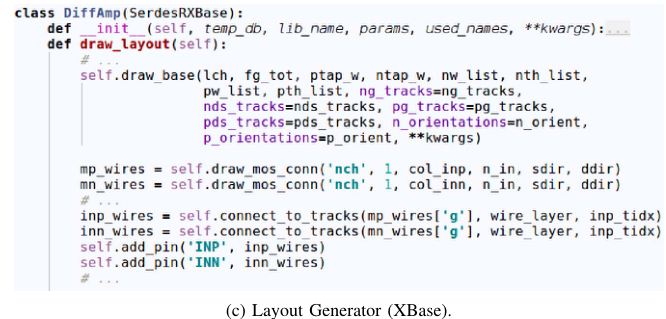 class DiffAmp(SerdesRXBase):
    def __init__(self, temp_db, lib_name, params, used_names, **kwargs):...
    def draw_layout(self):
        # ...
        self.draw_base(lch, fg_tot, ptap_w, ntap_w, nw_list, nth_list,
                       pw_list, pth_list, ng_tracks=ng_tracks,
                       nds_tracks=nds_tracks, pg_tracks=pg_tracks,
                       pds_tracks=pds_tracks, n_orientations=n_orient,
                       p_orientations=p_orient, **kwargs)

        mp_wires = self.draw_mos_conn('nch', 1, col_inp, n_in, sdir, ddir)
        mn_wires = self.draw_mos_conn('nch', 1, col_inn, n_in, sdir, ddir)
        # ...
        inp_wires = self.connect_to_tracks(mp_wires['g'], wire_layer, inp_tidx)
        inn_wires = self.connect_to_tracks(mn_wires['g'], wire_layer, inp_tidx)
        self.add_pin('INP', inp_wires)
        self.add_pin('INN', inn_wires)
        # ...
(c) Layout Generator (XBase).